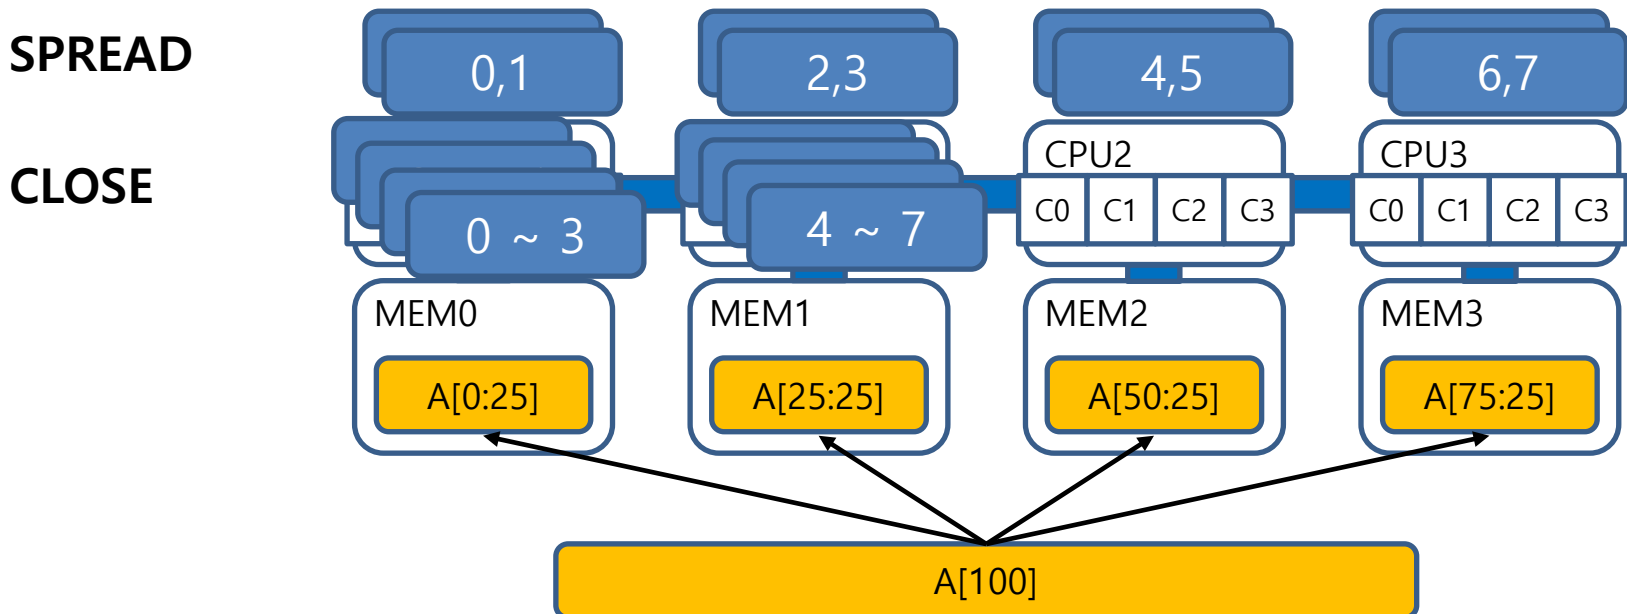 SPREAD
0,1
2,3
4,5
6,7
CLOSE
0 ~ 3
4 ~ 7
CPU2
C0 C1 C2 C3
CPU3
C0 C1 C2 C3
MEM0
MEM1
MEM2
MEM3
A[0:25]
A[25:25]
A[50:25]
A[75:25]
A[100]